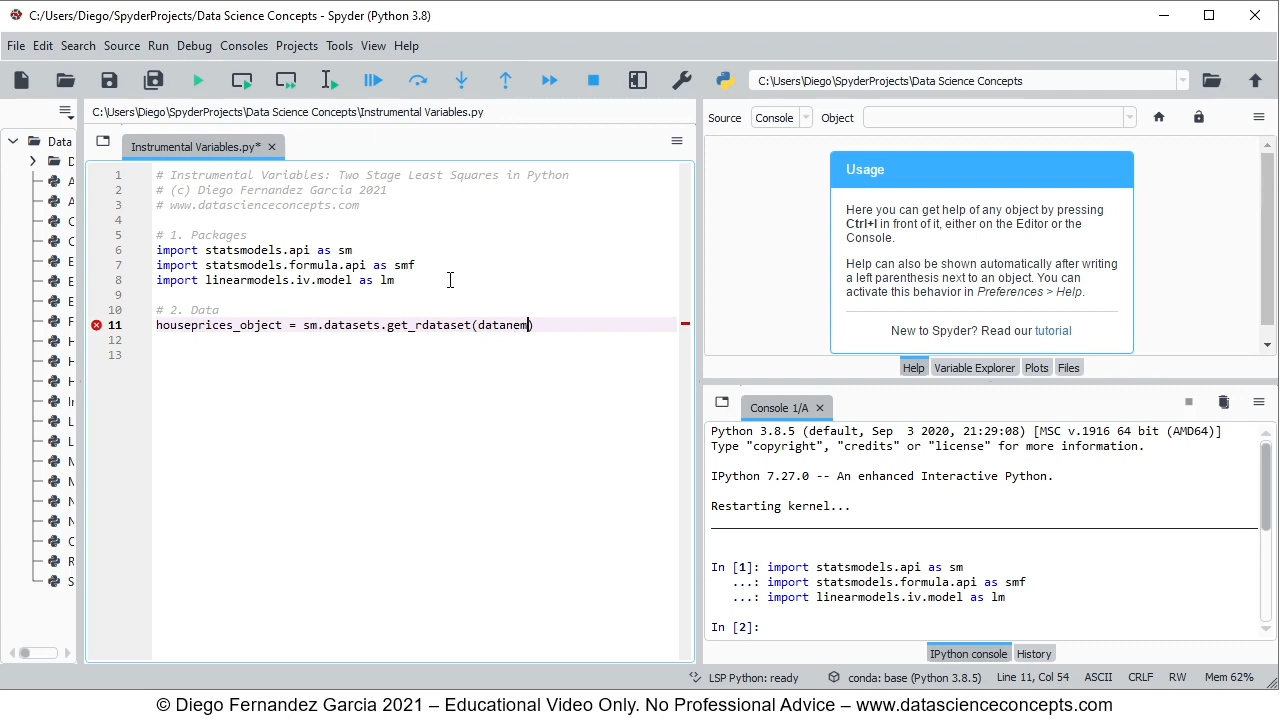 C:/Users/Diego/SpyderProjects/Data Science Concepts - Spyder (Python 3.8)
File Edit Search Source Run Debug Consoles Projects Tools View Help
C:\Users\Diego\SpyderProjects\Data Science Concepts
C:\Users\Diego\SpyderProjects\Data Science Concepts\Instrumental Variables.py
Data
D
A
A
C
C
E
E
E
F
H
H
H
Ir
L
L
M
M
N
N
C
R
S
Instrumental Variables.py*
1 # Instrumental Variables: Two Stage Least Squares in Python
2 # (c) Diego Fernandez Garcia 2021
3 # www.datascienceconcepts.com
4
5 # 1. Packages
6 import statsmodels.api as sm
7 import statsmodels.formula.api as smf
8 import linearmodels.iv.model as lm
9
10 # 2. Data
11 houseprices_object = sm.datasets.get_rdataset(datanem)
12
13
Source Console Object
Usage
Here you can get help of any object by pressing
Ctrl+I in front of it, either on the Editor or the
Console.
Help can also be shown automatically after writing
a left parenthesis next to an object. You can
activate this behavior in Preferences > Help.
New to Spyder? Read our tutorial
Help Variable Explorer Plots Files
Console 1/A
Python 3.8.5 (default, Sep  3 2020, 21:29:08) [MSC v.1916 64 bit (AMD64)]
Type "copyright", "credits" or "license" for more information.
IPython 7.27.0 -- An enhanced Interactive Python.
Restarting kernel...
In [1]: import statsmodels.api as sm
...: import statsmodels.formula.api as smf
...: import linearmodels.iv.model as lm
In [2]:
IPython console History
LSP Python: ready conda: base (Python 3.8.5) Line 11, Col 54 ASCII CRLF RW Mem 62%
© Diego Fernandez Garcia 2021 – Educational Video Only. No Professional Advice – www.datascienceconcepts.com